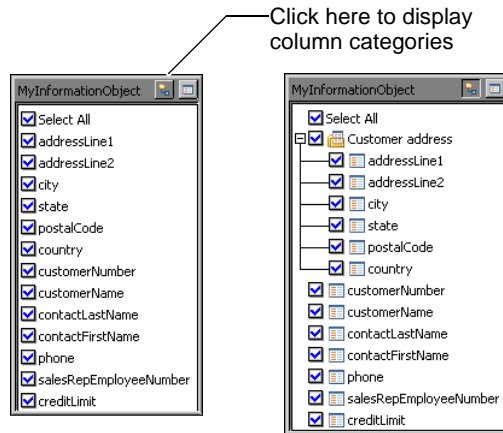 Click here to display
column categories
MyInformationObject
Select All
addressLine1
addressLine2
city
state
postalCode
country
customerNumber
customerName
contactLastName
contactFirstName
phone
salesRepEmployeeNumber
creditLimit
MyInformationObject
Select All
Customer address
addressLine1
addressLine2
city
state
postalCode
country
customerNumber
customerName
contactLastName
contactFirstName
phone
salesRepEmployeeNumber
creditLimit